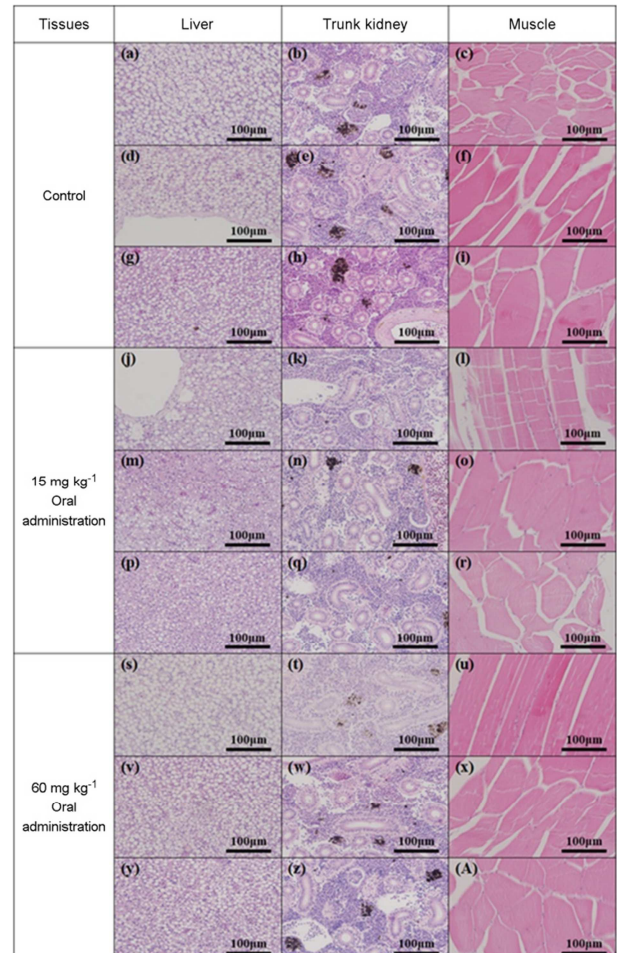 Tissues Liver Trunk kidney Muscle
(a) (b) (c)
100μm 100μm 100μm
(d) (e) (f)
Control
100μm 100μm 100μm
(g) (h) (i)
100μm 100μm 100μm
(j) (k) (l)
100μm 100μm 100μm
(m) (n) (o)
15 mg kg-1
Oral
administration
100μm 100μm 100μm
(p) (q) (r)
100μm 100μm 100μm
(s) (t) (u)
100μm 100μm 100μm
(v) (w) (x)
60 mg kg-1
Oral
administration
100μm 100μm 100μm
(y) (z) (A)
100μm 100μm 100μm